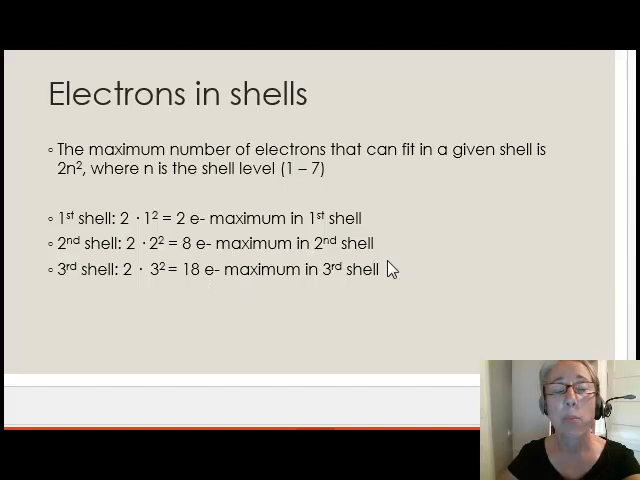 Electrons in shells
◦ The maximum number of electrons that can fit in a given shell is
2n², where n is the shell level (1 – 7)
◦ 1ˢᵗ shell: 2 · 1² = 2 e- maximum in 1ˢᵗ shell
◦ 2ⁿᵈ shell: 2 · 2² = 8 e- maximum in 2ⁿᵈ shell
◦ 3ʳᵈ shell: 2 · 3² = 18 e- maximum in 3ʳᵈ shell